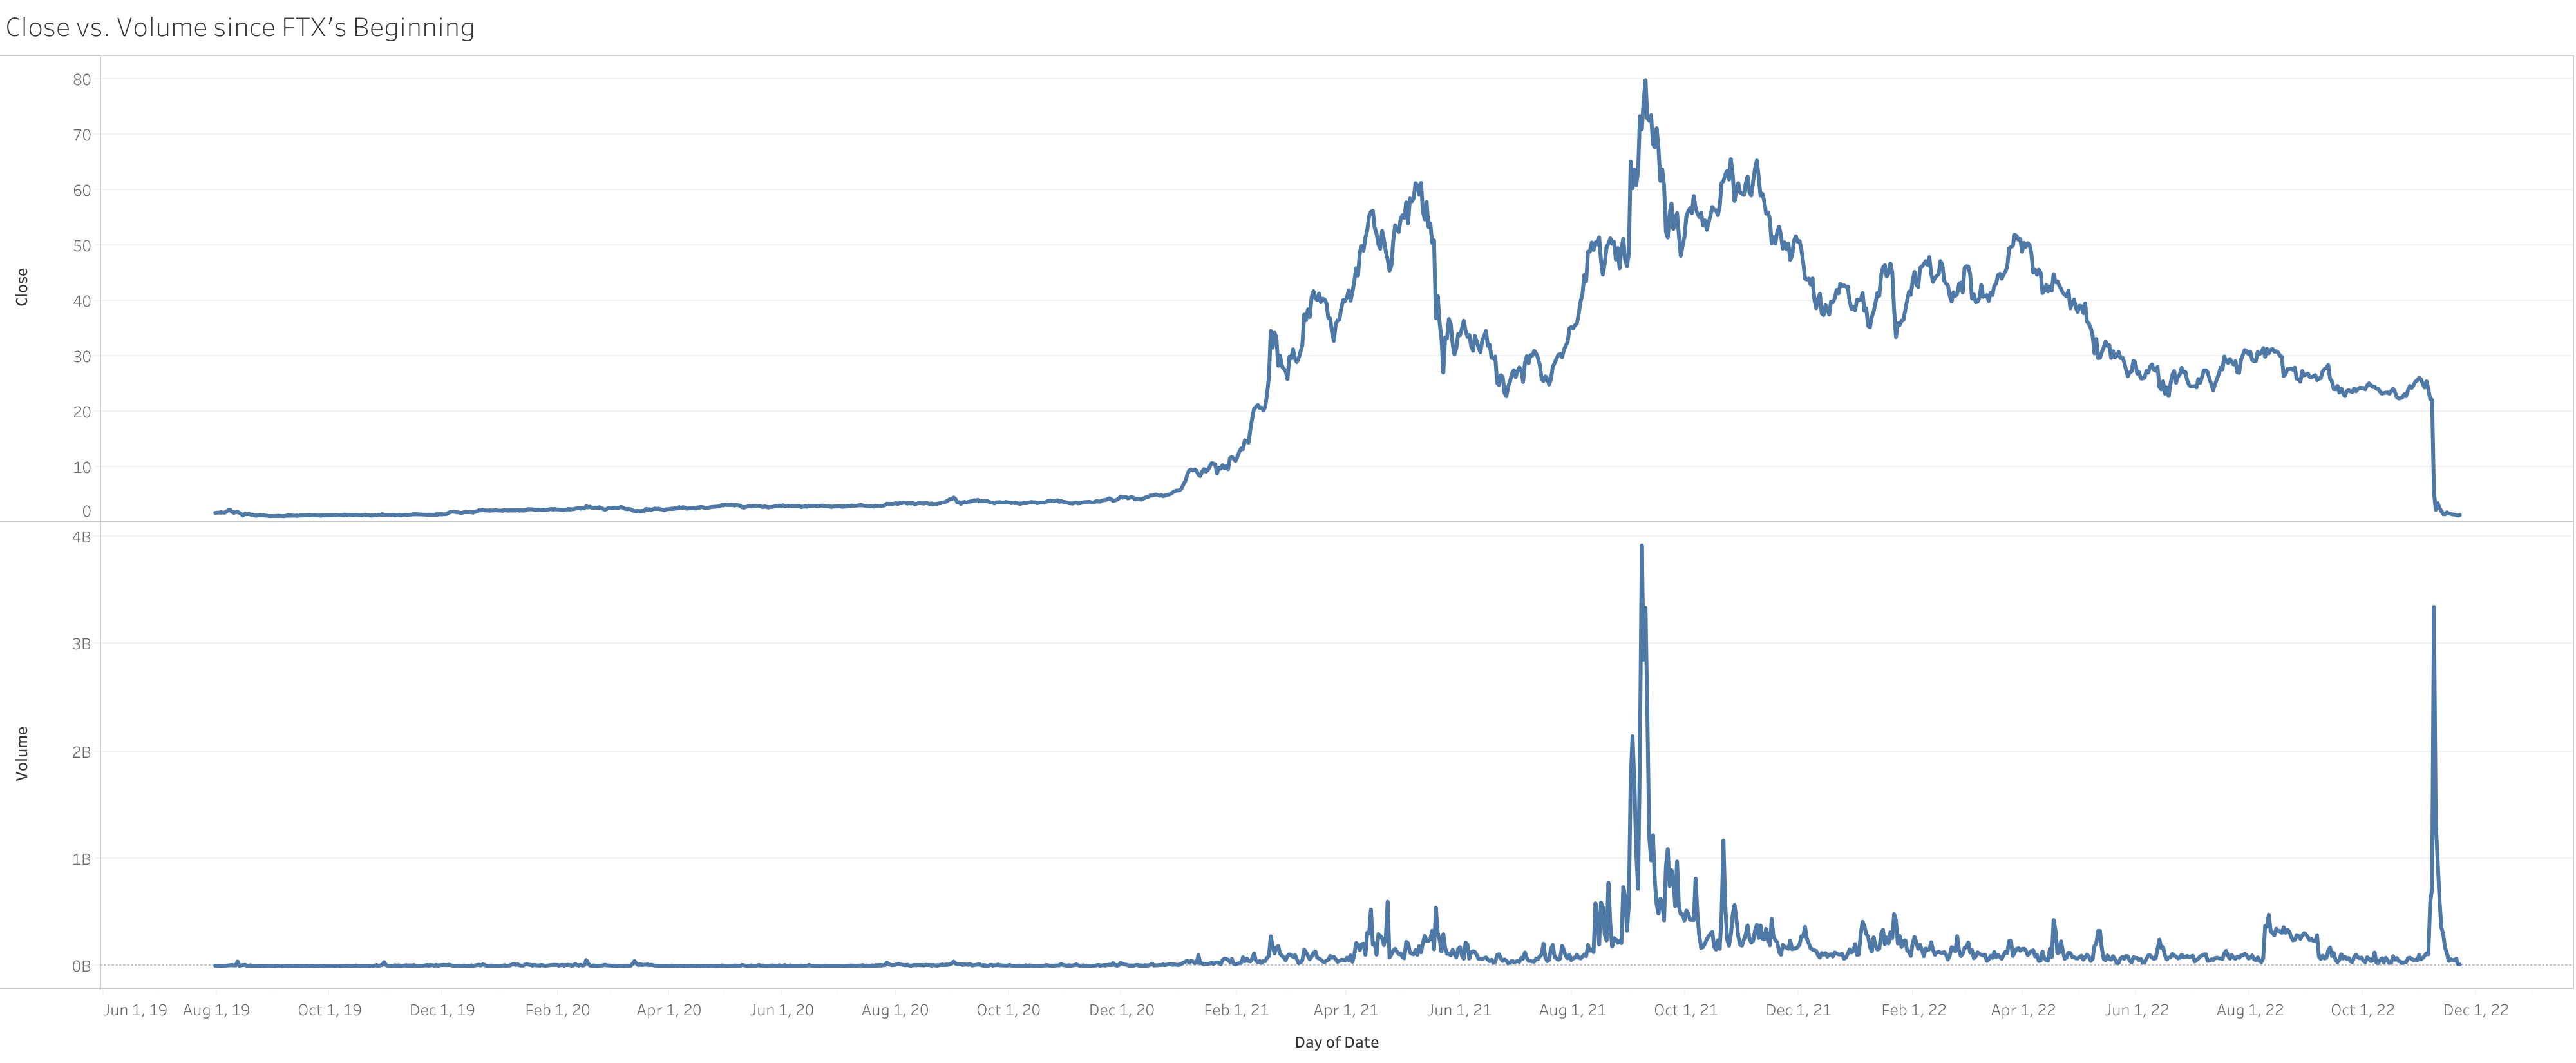 Close vs. Volume since FTX's Beginning
80
70
60
50
40
30
20
10
0
Close
4B
3B
2B
1B
0B
Volume
Jun 1, 19 Aug 1, 19 Oct 1, 19 Dec 1, 19 Feb 1, 20 Apr 1, 20 Jun 1, 20 Aug 1, 20 Oct 1, 20 Dec 1, 20 Feb 1, 21 Apr 1, 21 Jun 1, 21 Aug 1, 21 Oct 1, 21 Dec 1, 21 Feb 1, 22 Apr 1, 22 Jun 1, 22 Aug 1, 22 Oct 1, 22 Dec 1, 22
Day of Date